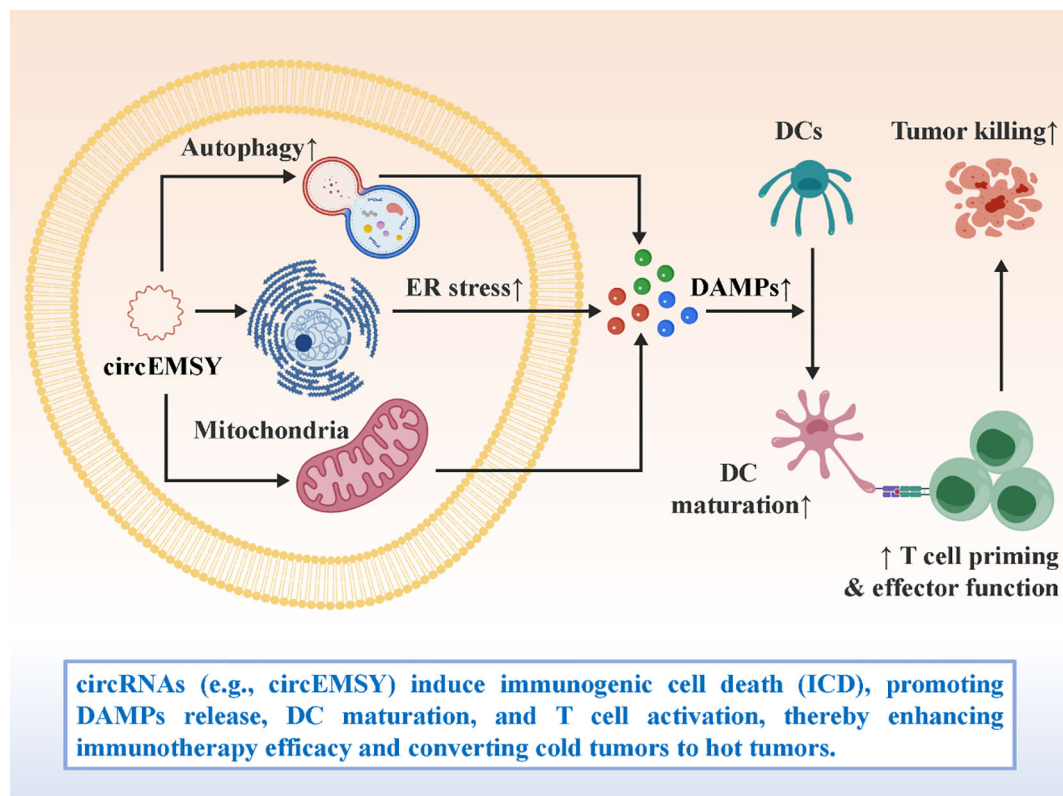 Autophagy↑
circEMSY
ER stress↑
Mitochondria
DAMPs↑
DCs
DC
maturation↑
Tumor killing↑
↑ T cell priming
& effector function
circRNAs (e.g., circEMSY) induce immunogenic cell death (ICD), promoting
DAMPs release, DC maturation, and T cell activation, thereby enhancing
immunotherapy efficacy and converting cold tumors to hot tumors.